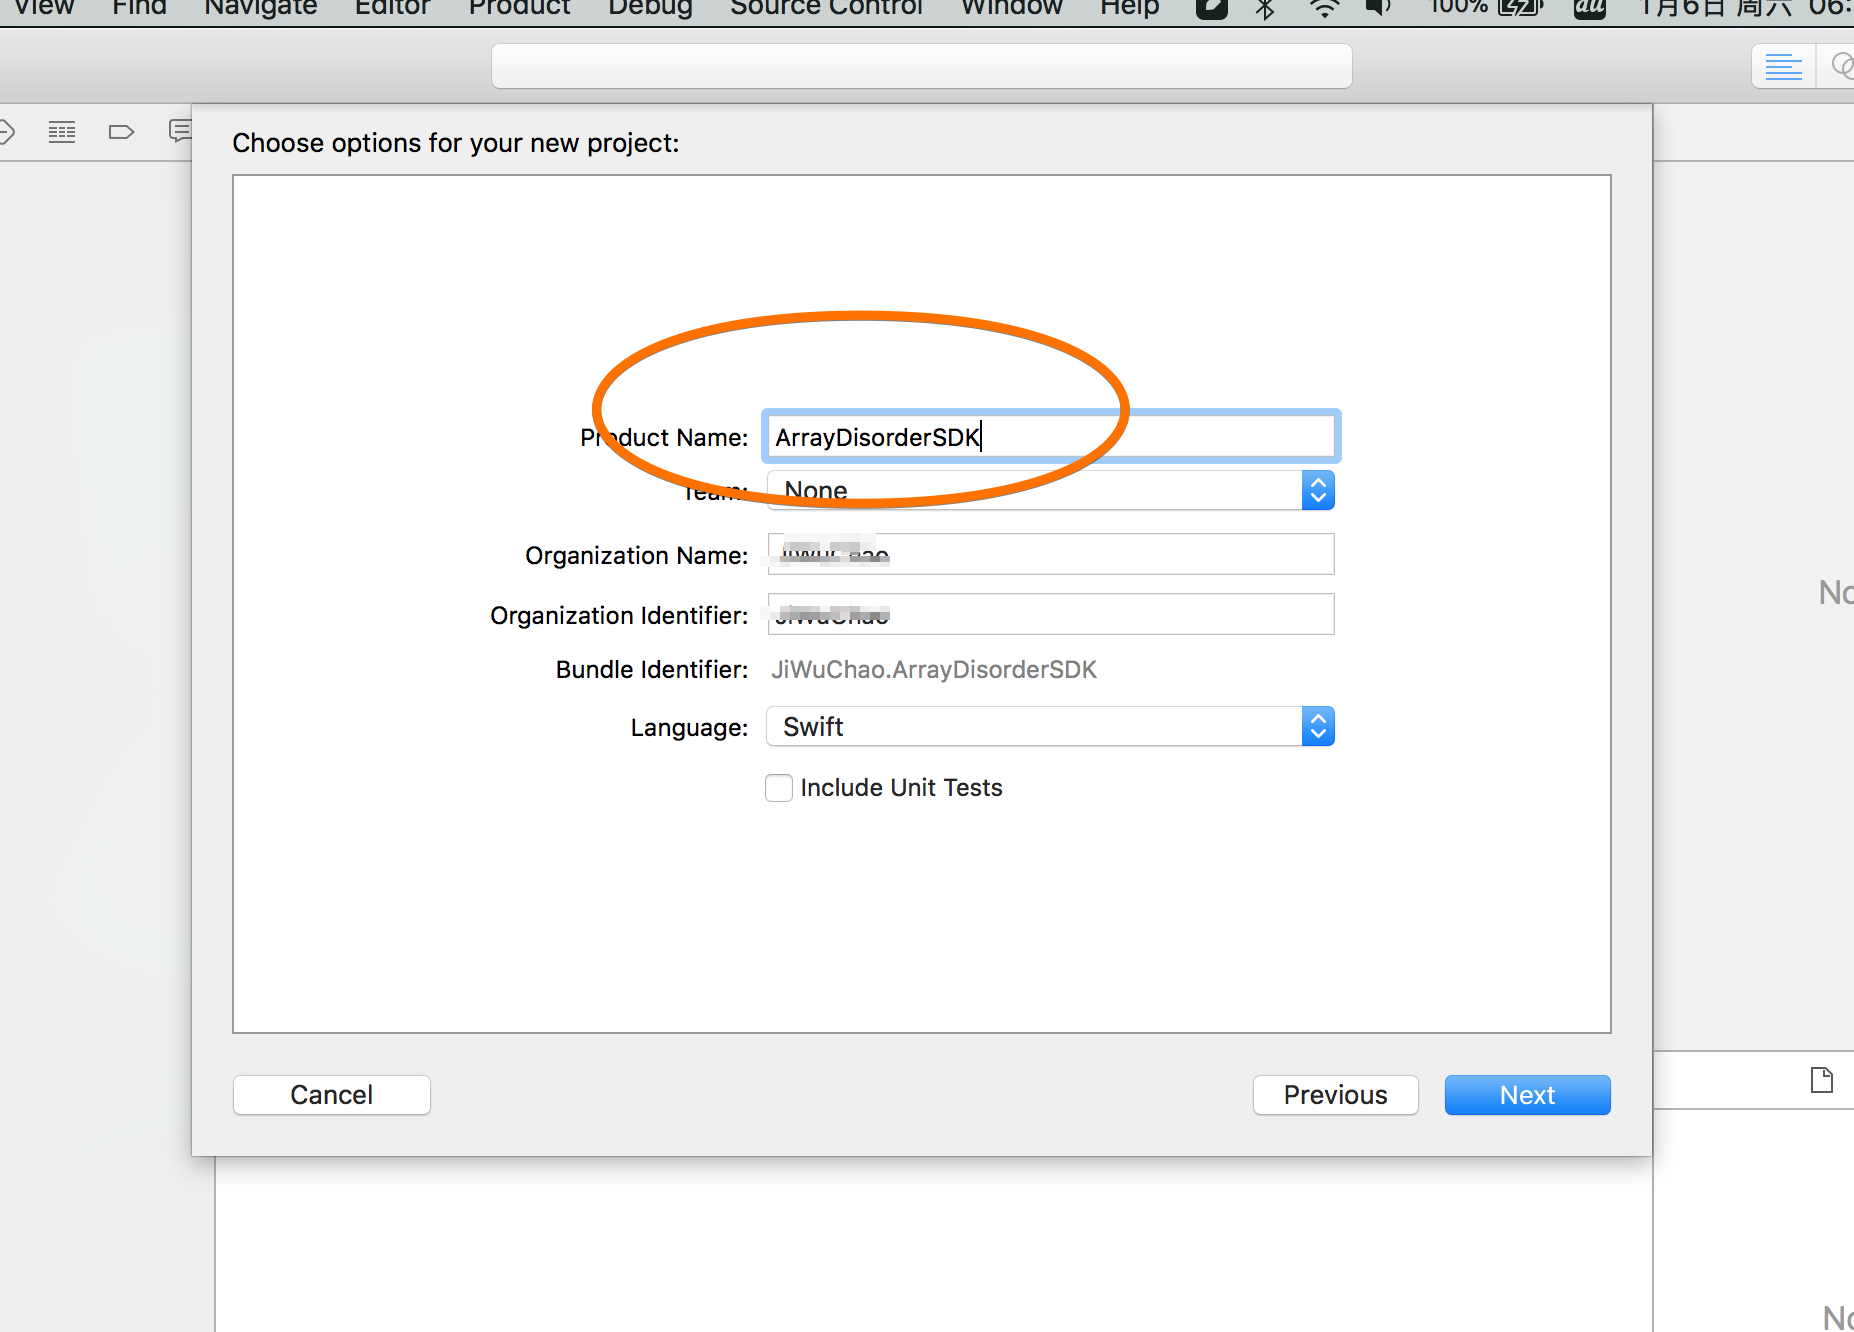 View Find Navigate Editor Product Debug Source Control Window Help 100% 1月6日 周六 06:
Choose options for your new project:
Product Name: ArrayDisorderSDK
Team: None
Organization Name: JiWuChao
Organization Identifier: JiWuChao
Bundle Identifier: JiWuChao.ArrayDisorderSDK
Language: Swift
Include Unit Tests
No
Cancel Previous Next
No